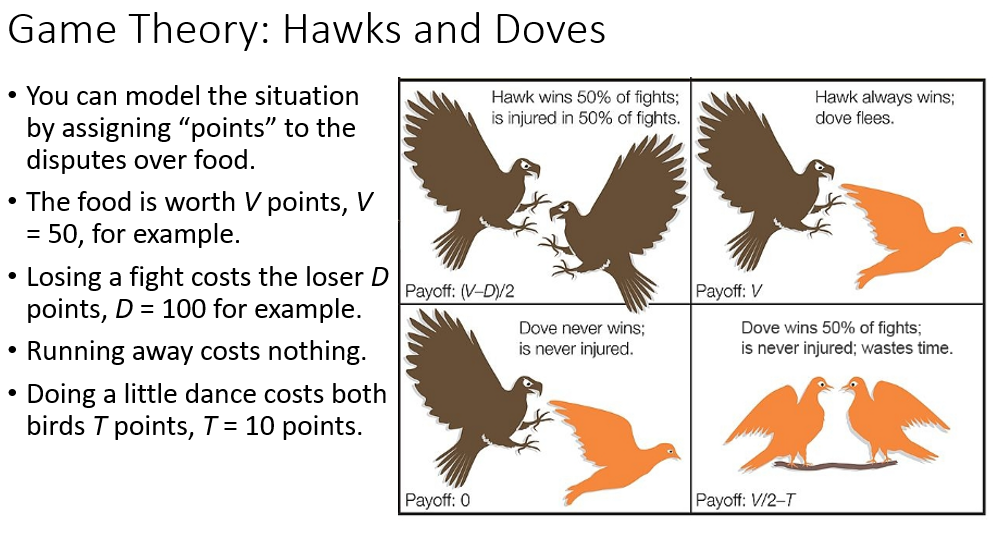 Game Theory: Hawks and Doves
• You can model the situation
by assigning “points” to the
disputes over food.
• The food is worth V points, V
= 50, for example.
• Losing a fight costs the loser D
points, D = 100 for example.
• Running away costs nothing.
• Doing a little dance costs both
birds T points, T = 10 points.
Hawk wins 50% of fights;
is injured in 50% of fights.
Payoff: (V–D)/2
Hawk always wins;
dove flees.
Payoff: V
Dove never wins;
is never injured.
Payoff: 0
Dove wins 50% of fights;
is never injured; wastes time.
Payoff: V/2–T